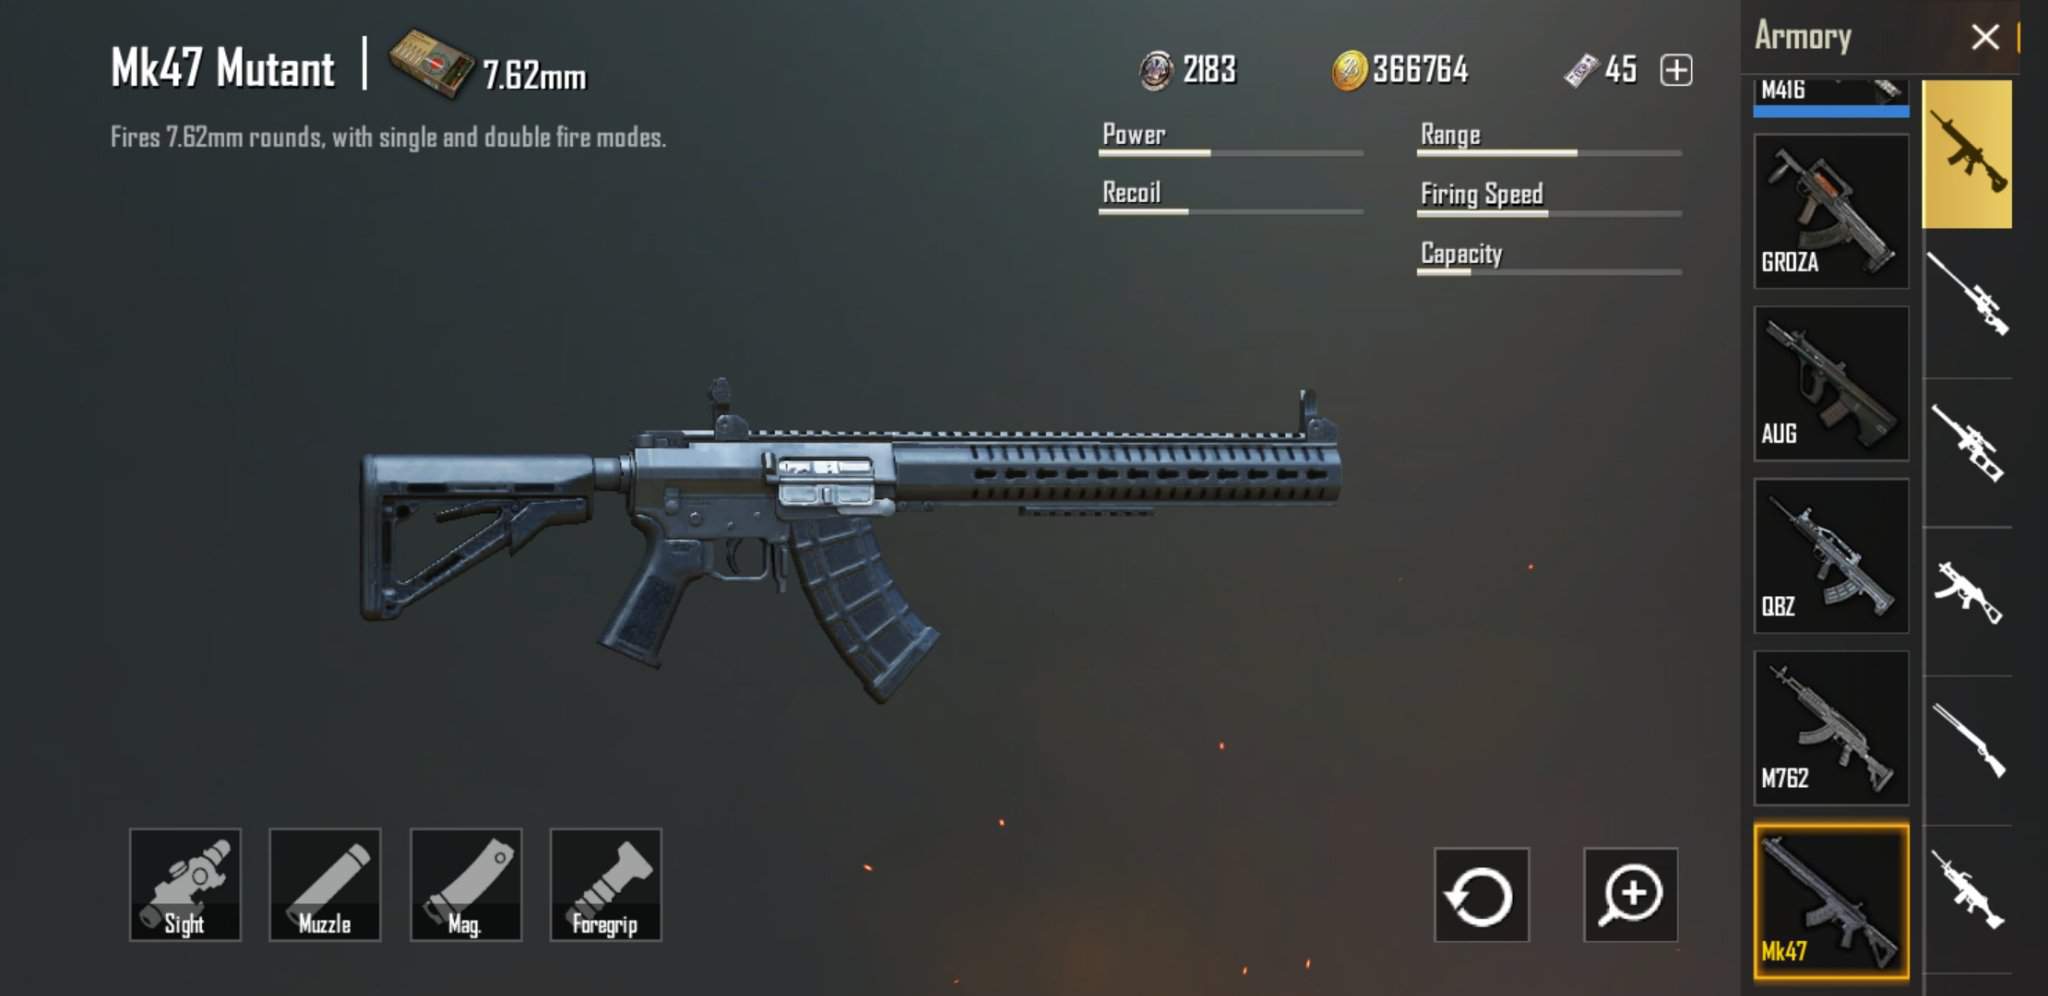 Mk47 Mutant
7.62mm
Fires 7.62mm rounds, with single and double fire modes.
2183
366764
45
Power
Range
Recoil
Firing Speed
Capacity
Sight
Muzzle
Mag.
Foregrip
Armory
M416
GROZA
AUG
QBZ
M762
Mk47